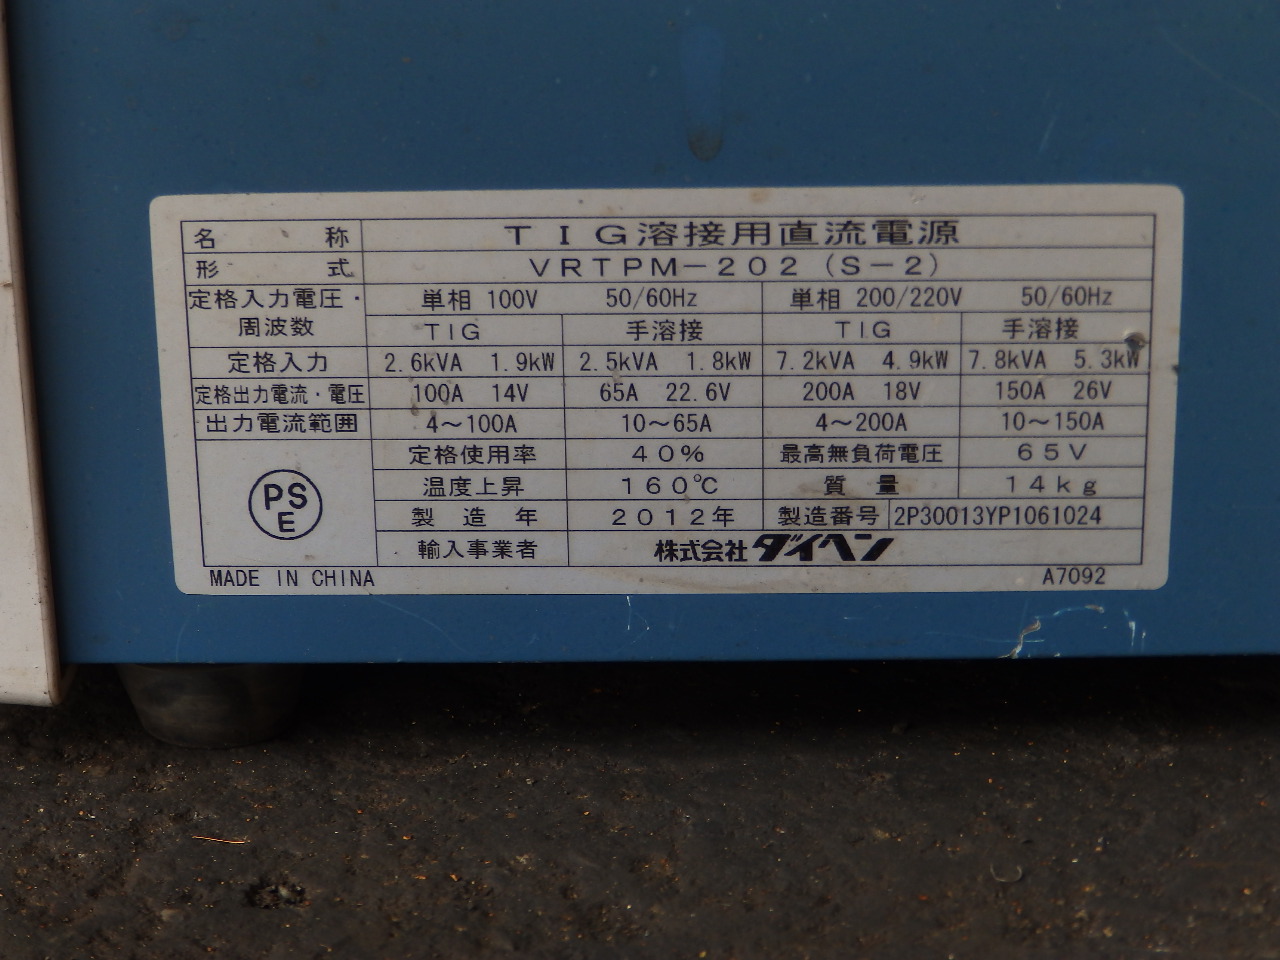 名称 TIG溶接用直流電源
形式 VRTPM-202(S-2)
定格入力電圧・周波数 単相 100V 50/60Hz 単相 200/220V 50/60Hz
TIG 手溶接 TIG 手溶接
定格入力 2.6kVA 1.9kW 2.5kVA 1.8kW 7.2kVA 4.9kW 7.8kVA 5.3kW
定格出力電流・電圧 100A 14V 65A 22.6V 200A 18V 150A 26V
出力電流範囲 4～100A 10～65A 4～200A 10～150A
定格使用率 40% 最高無負荷電圧 65V
温度上昇 160℃ 質量 14kg
PSE
製造年 2012年 製造番号 2P30013YP1061024
輸入事業者 株式会社ダイヘン
MADE IN CHINA A7092